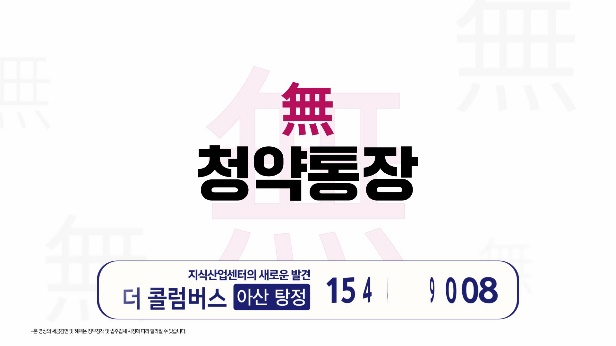 無
청약통장
지식산업센터의 새로운 발견
더 콜럼버스 아산 탕정
154 9008